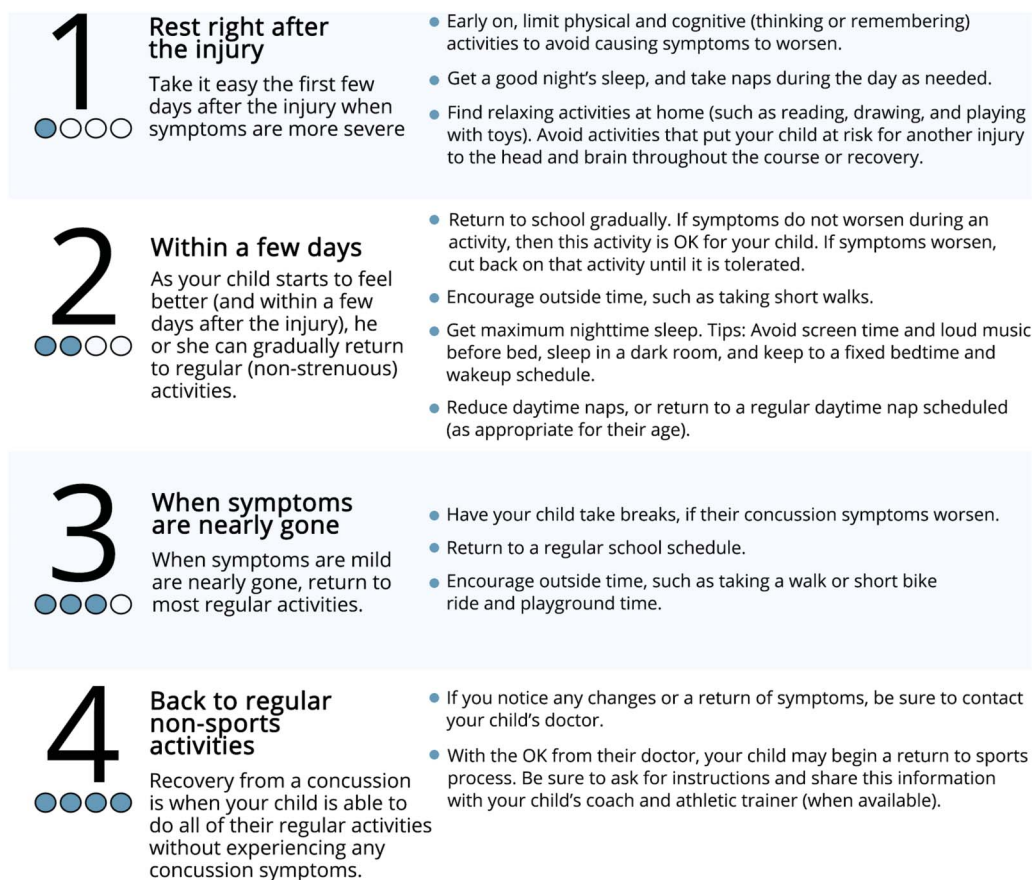 1
Rest right after
the injury
Take it easy the first few
days after the injury when
symptoms are more severe
● Early on, limit physical and cognitive (thinking or remembering)
activities to avoid causing symptoms to worsen.
● Get a good night's sleep, and take naps during the day as needed.
● Find relaxing activities at home (such as reading, drawing, and playing
with toys). Avoid activities that put your child at risk for another injury
to the head and brain throughout the course or recovery.
2
Within a few days
As your child starts to feel
better (and within a few
days after the injury), he
or she can gradually return
to regular (non-strenuous)
activities.
● Return to school gradually. If symptoms do not worsen during an
activity, then this activity is OK for your child. If symptoms worsen,
cut back on that activity until it is tolerated.
● Encourage outside time, such as taking short walks.
● Get maximum nighttime sleep. Tips: Avoid screen time and loud music
before bed, sleep in a dark room, and keep to a fixed bedtime and
wakeup schedule.
● Reduce daytime naps, or return to a regular daytime nap scheduled
(as appropriate for their age).
3
When symptoms
are nearly gone
When symptoms are mild
are nearly gone, return to
most regular activities.
● Have your child take breaks, if their concussion symptoms worsen.
● Return to a regular school schedule.
● Encourage outside time, such as taking a walk or short bike
ride and playground time.
4
Back to regular
non-sports
activities
Recovery from a concussion
is when your child is able to
do all of their regular activities
without experiencing any
concussion symptoms.
● If you notice any changes or a return of symptoms, be sure to contact
your child's doctor.
● With the OK from their doctor, your child may begin a return to sports
process. Be sure to ask for instructions and share this information
with your child's coach and athletic trainer (when available).